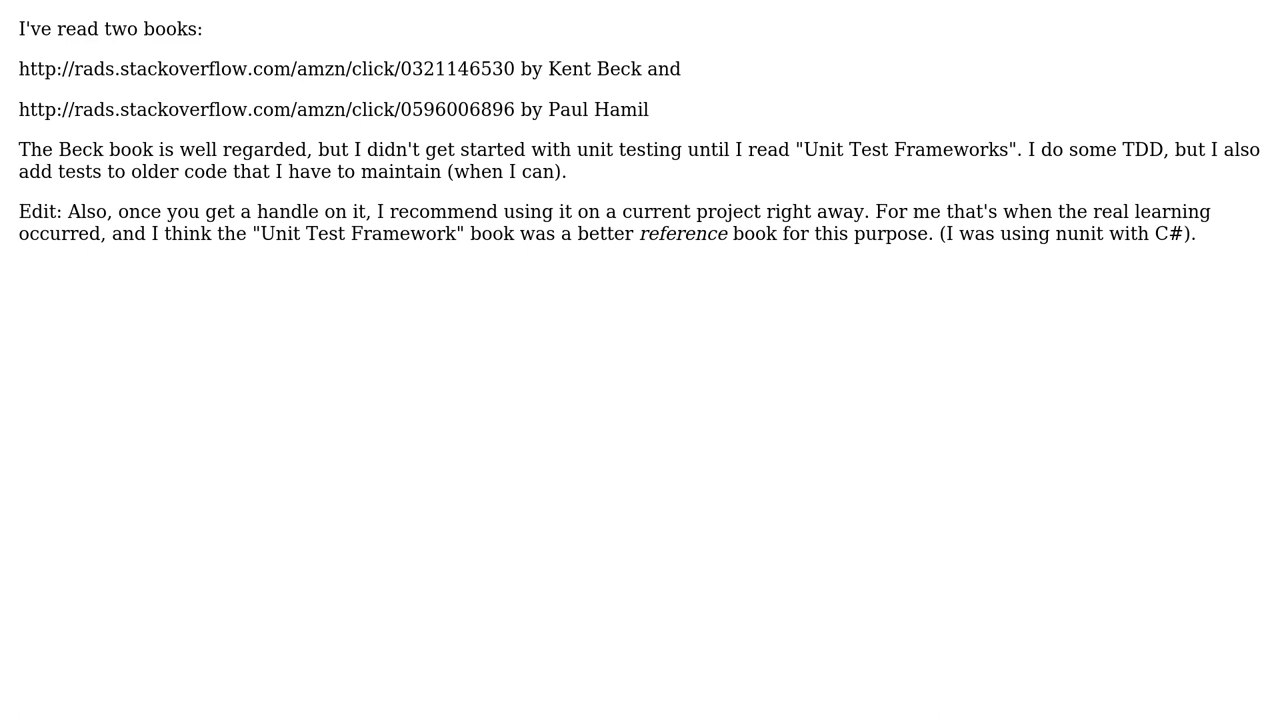 I've read two books:
http://rads.stackoverflow.com/amzn/click/0321146530 by Kent Beck and
http://rads.stackoverflow.com/amzn/click/0596006896 by Paul Hamil
The Beck book is well regarded, but I didn't get started with unit testing until I read "Unit Test Frameworks". I do some TDD, but I also
add tests to older code that I have to maintain (when I can).
Edit: Also, once you get a handle on it, I recommend using it on a current project right away. For me that's when the real learning
occurred, and I think the "Unit Test Framework" book was a better reference book for this purpose. (I was using nunit with C#).